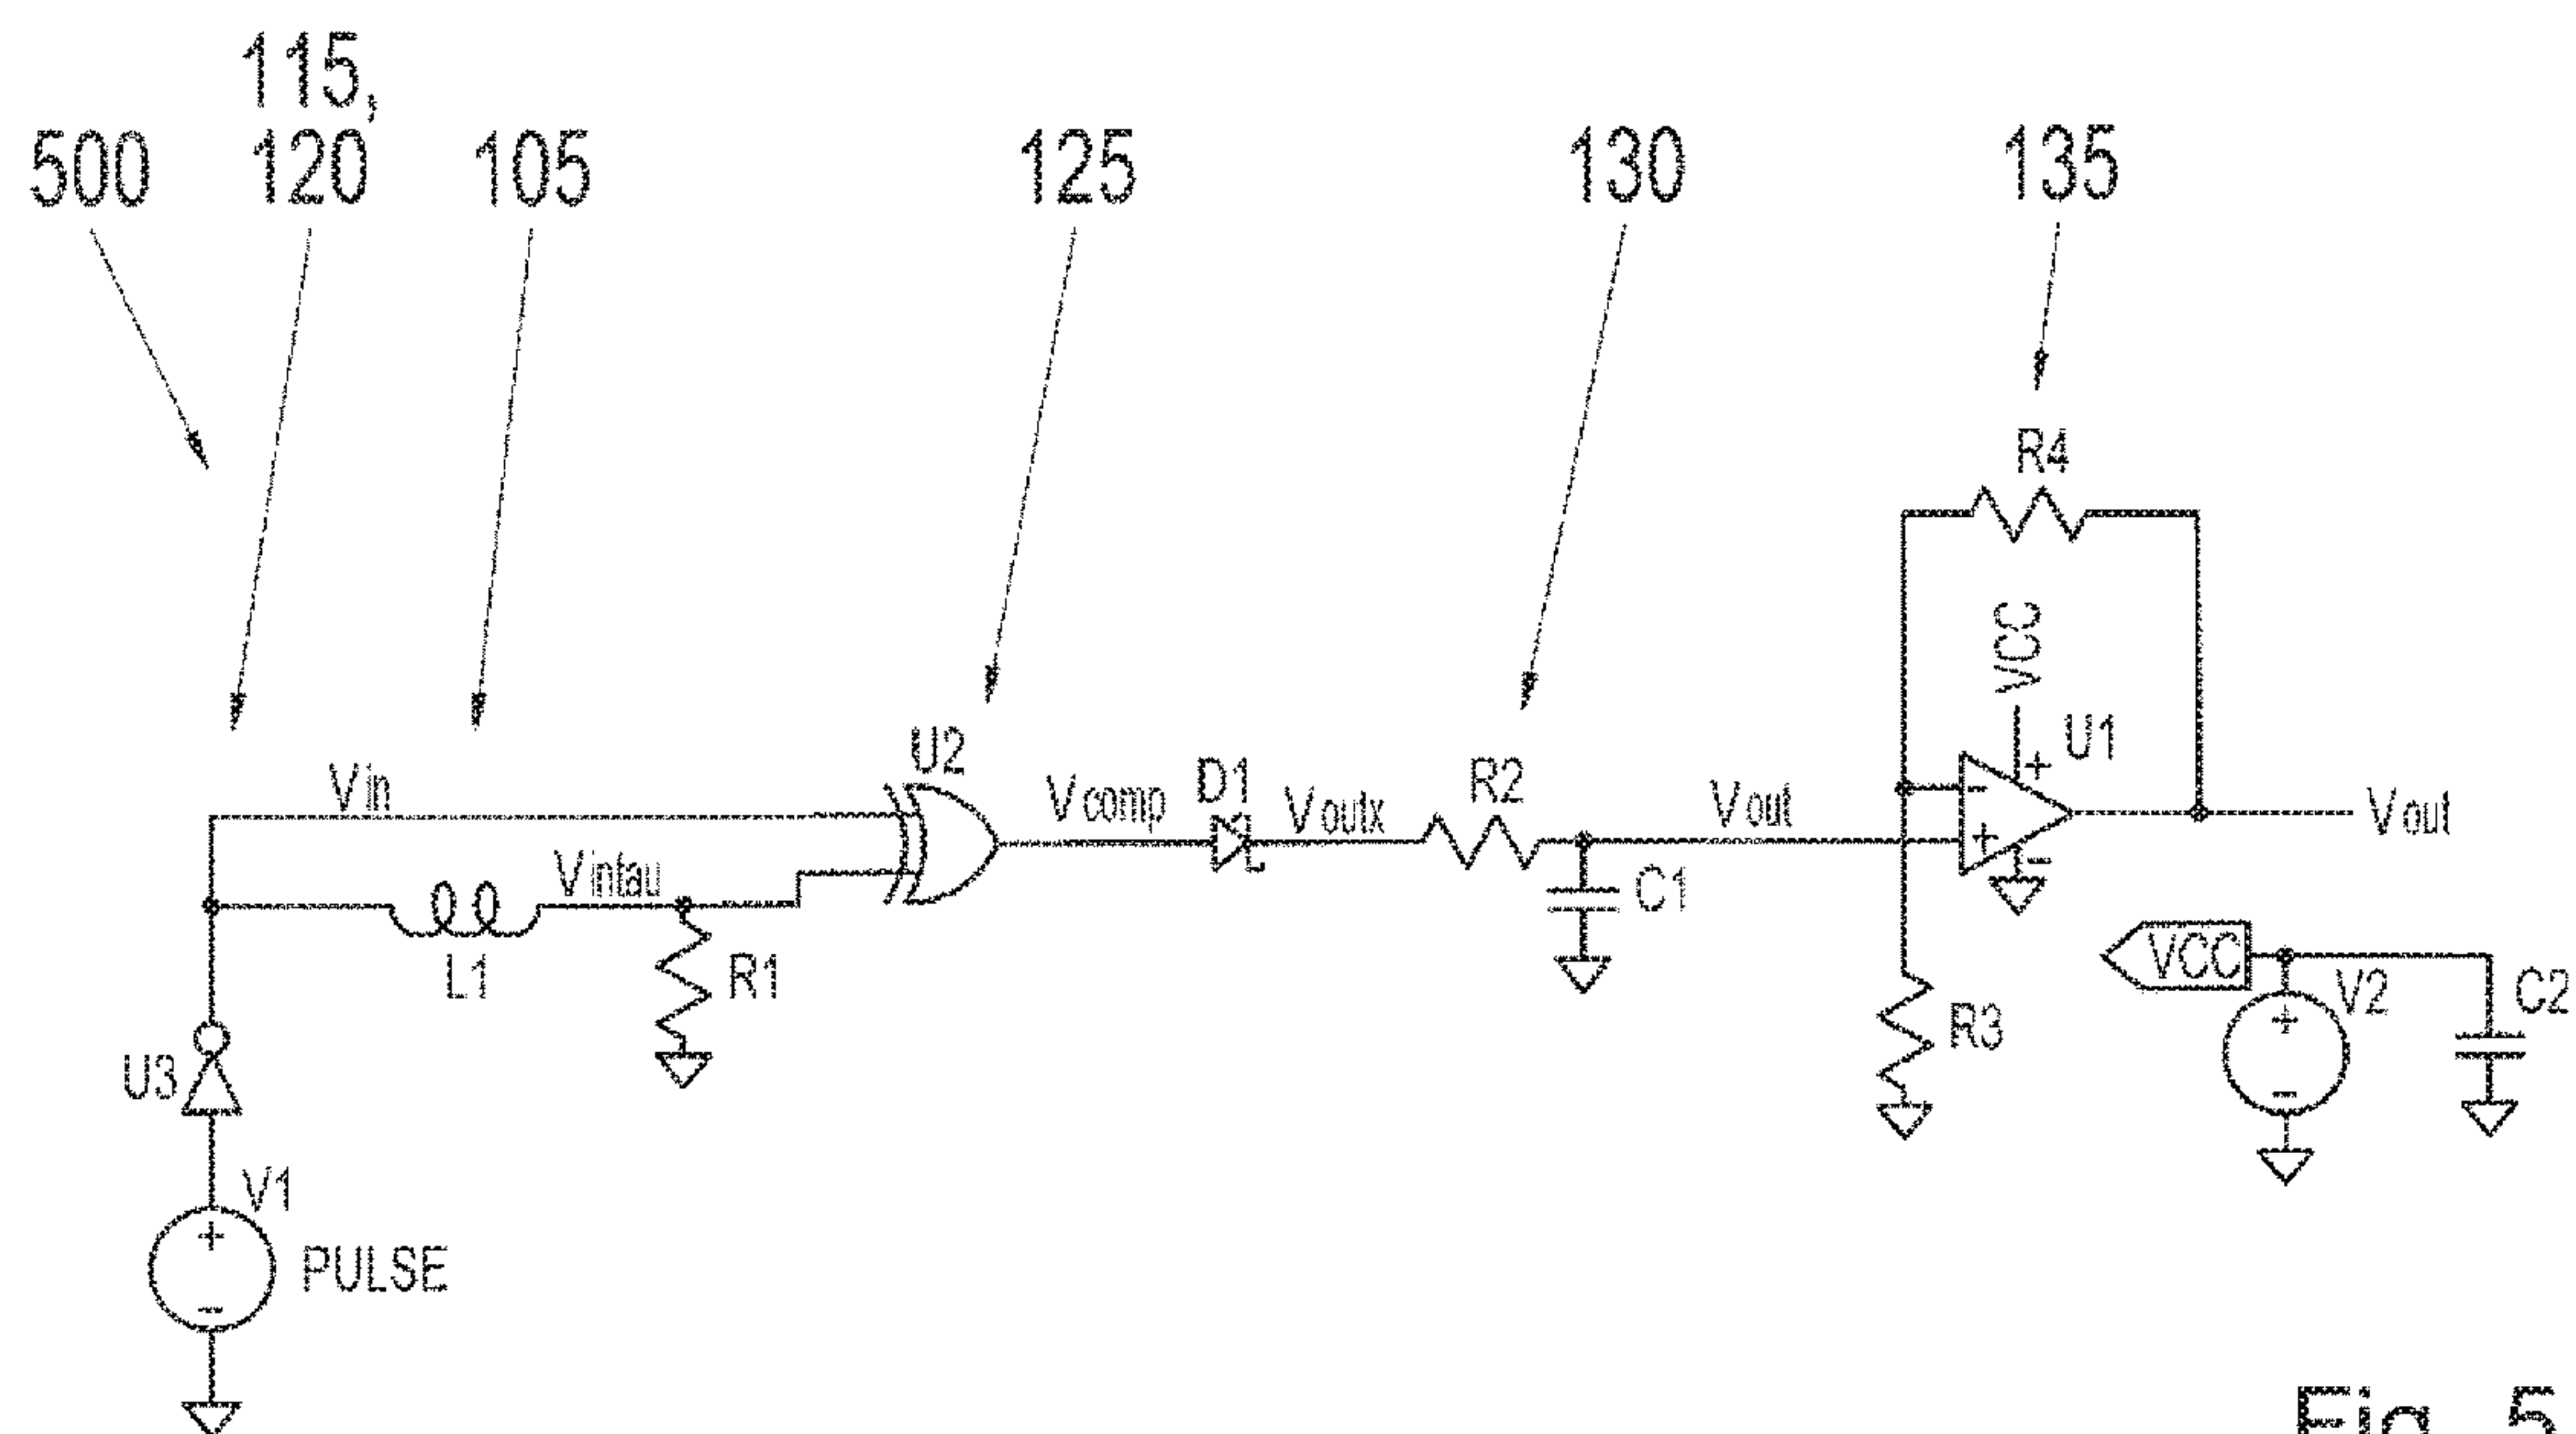 115,
500 120 105 125 130 135
R4
VCC
U1
+
U2
Vin
Vcomp D1 Voutx R2 Vout
-
+
-
Vout
Vintau
C1
L1
R1
VCC
V2
+
-
C2
R3
U3
V1
+
-
PULSE
Fig. 5